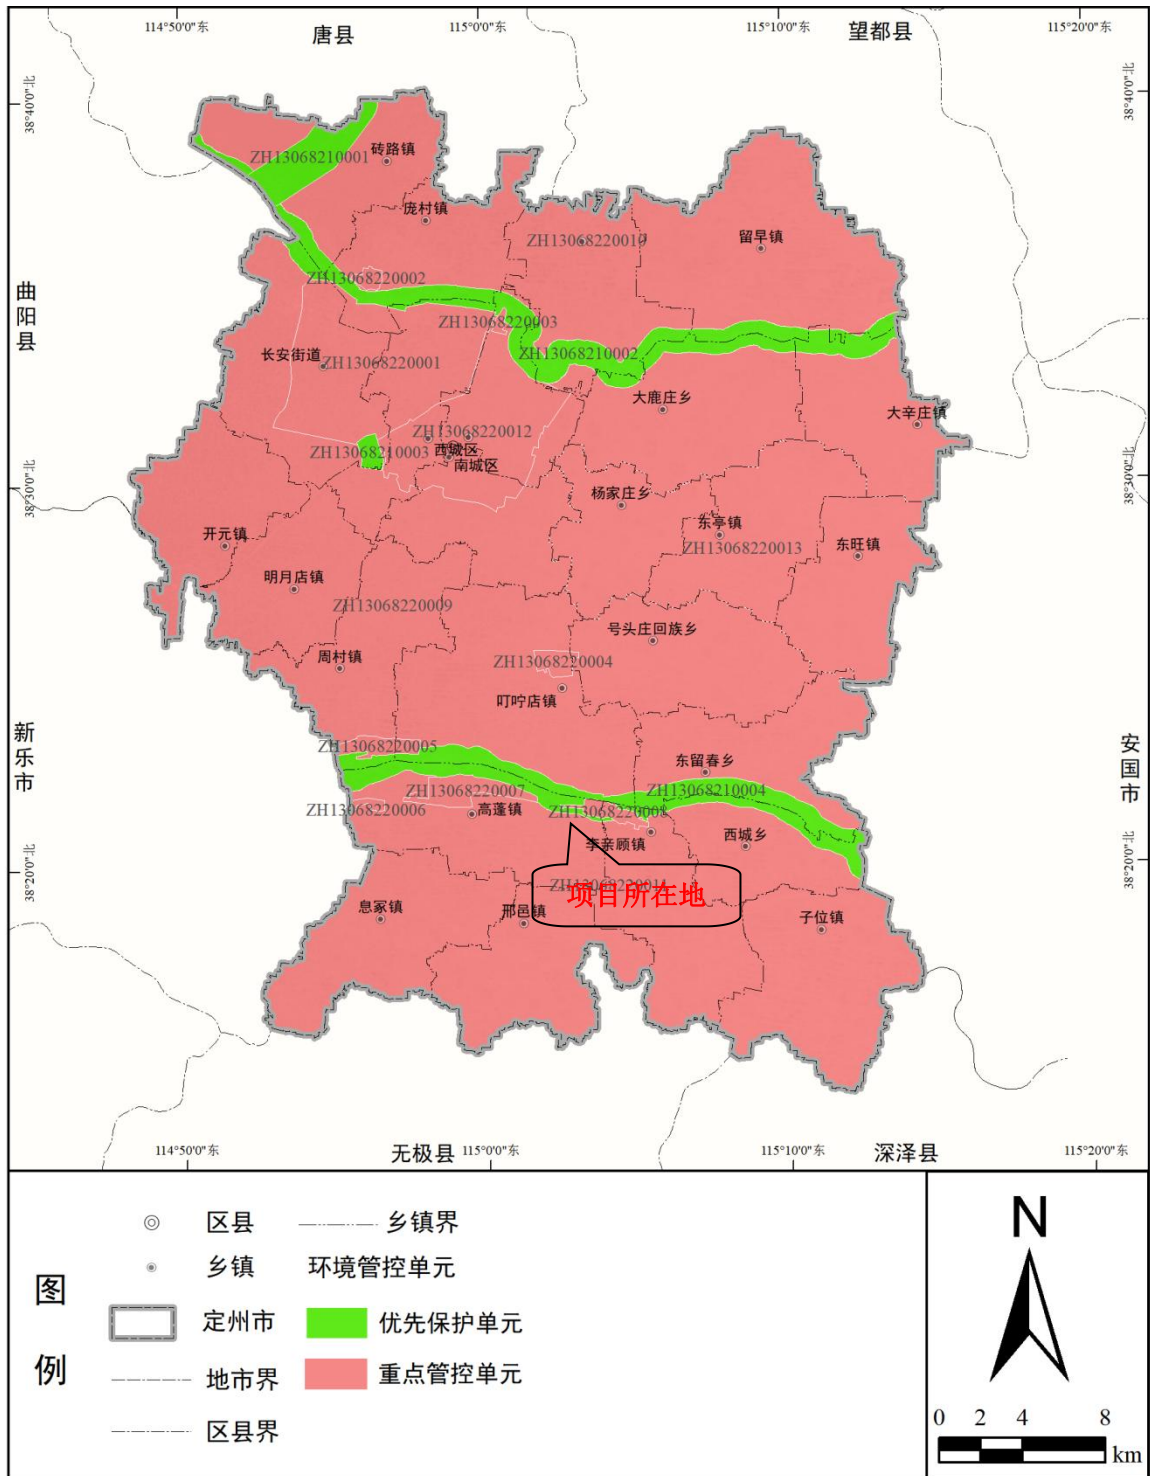 114°50'0"东
115°0'0"东
115°10'0"东
115°20'0"东
唐县
望都县
38°40'0"北
38°40'0"北
ZH13068210001
砖路镇
庞村镇
ZH13068220010
留早镇
ZH13068220002
曲阳县
ZH13068220003
长安街道
ZH13068220001
ZH13068210002
大鹿庄乡
大辛庄镇
ZH13068220012
ZH13068210003
西城区
南城区
38°30'0"北
38°30'0"北
杨家庄乡
开元镇
东亭镇
ZH13068220013
东旺镇
明月店镇
ZH13068220009
号头庄回族乡
周村镇
ZH13068220004
叮咛店镇
新乐市
安国市
ZH13068220005
东留春乡
ZH13068220007
ZH13068210004
ZH13068220006
高蓬镇
ZH13068220008
李亲顾镇
西城乡
38°20'0"北
38°20'0"北
项目所在地
息冢镇
邢邑镇
子位镇
114°50'0"东
无极县
115°0'0"东
115°10'0"东
深泽县
115°20'0"东
图例
区县
乡镇界
乡镇
环境管控单元
定州市
优先保护单元
地市界
重点管控单元
区县界
N
0 2 4 8
km